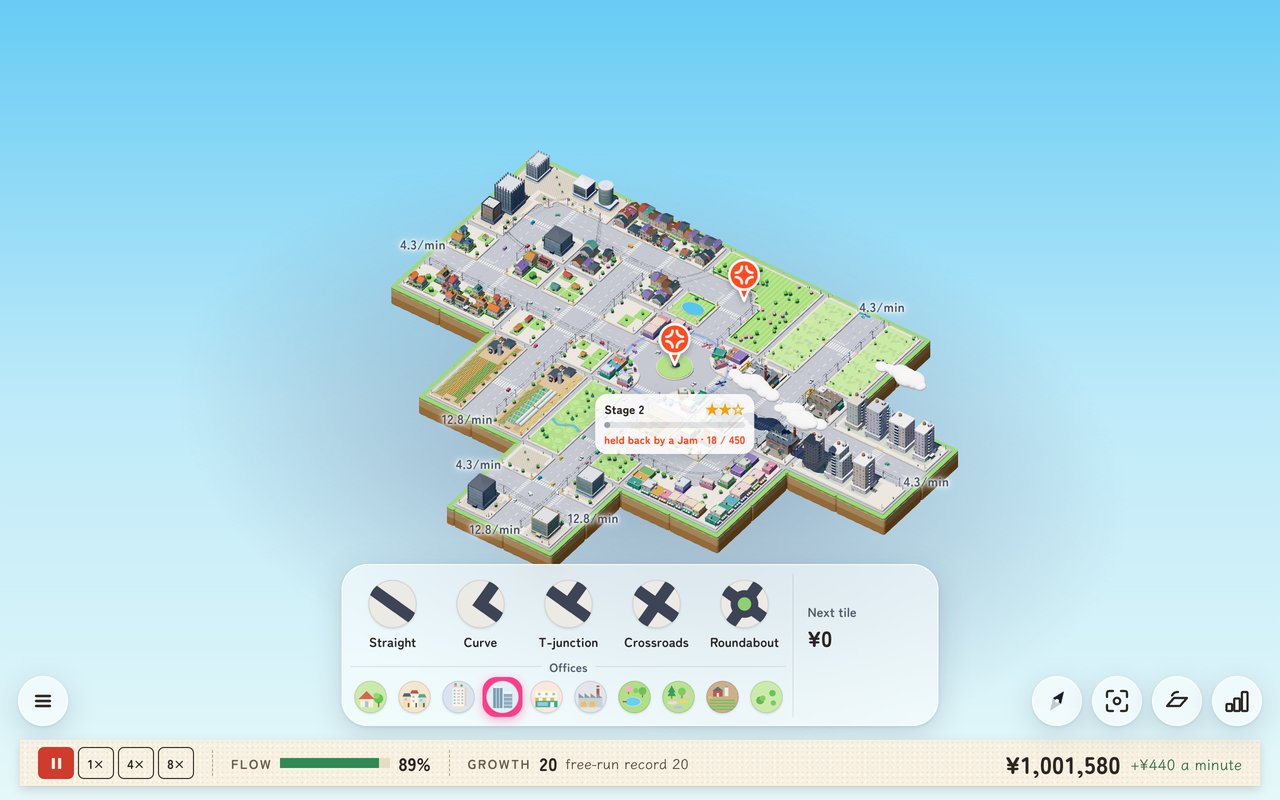 4.3/min
4.3/min
12.8/min
Stage 2
held back by a Jam · 18 / 450
4.3/min
4.3/min
12.8/min
12.8/min
Straight
Curve
T-junction
Crossroads
Roundabout
Next tile
¥0
Offices
1×
4×
8×
FLOW
89%
GROWTH 20 free-run record 20
¥1,001,580 +¥440 a minute